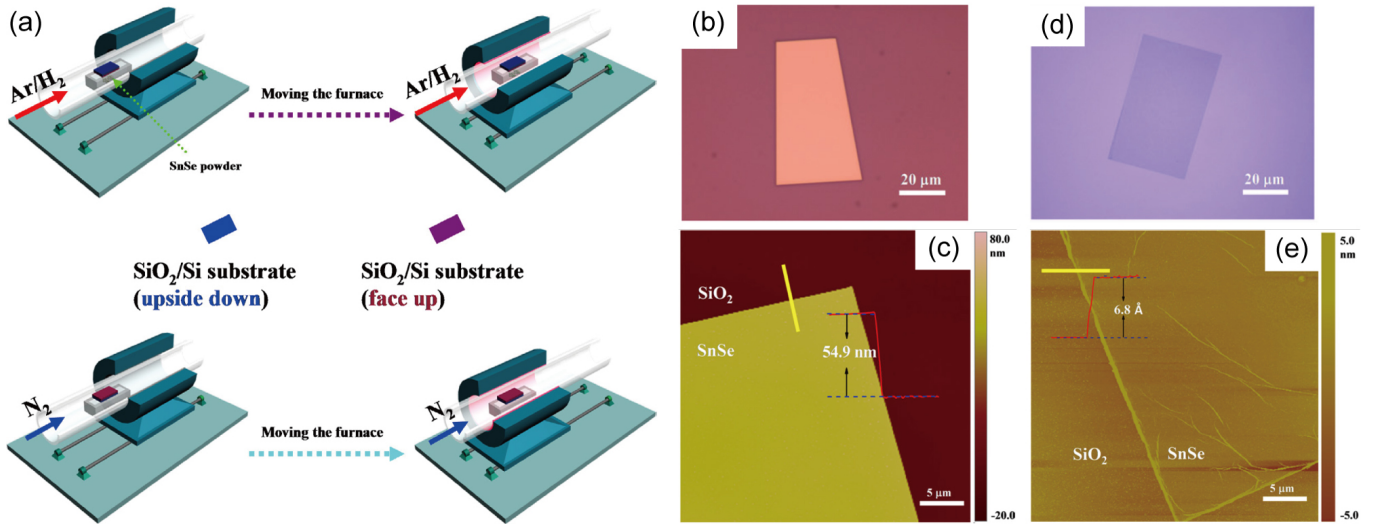 (a)
Ar/H2
Moving the furnace
Ar/H2
SnSe powder
SiO2/Si substrate
(upside down)
SiO2/Si substrate
(face up)
N2
Moving the furnace
N2
(b)
20 μm
(d)
20 μm
(c)
80.0
nm
SiO2
SnSe
54.9 nm
5 μm
-20.0
(e)
5.0
nm
6.8 Å
SiO2
SnSe
5 μm
-5.0